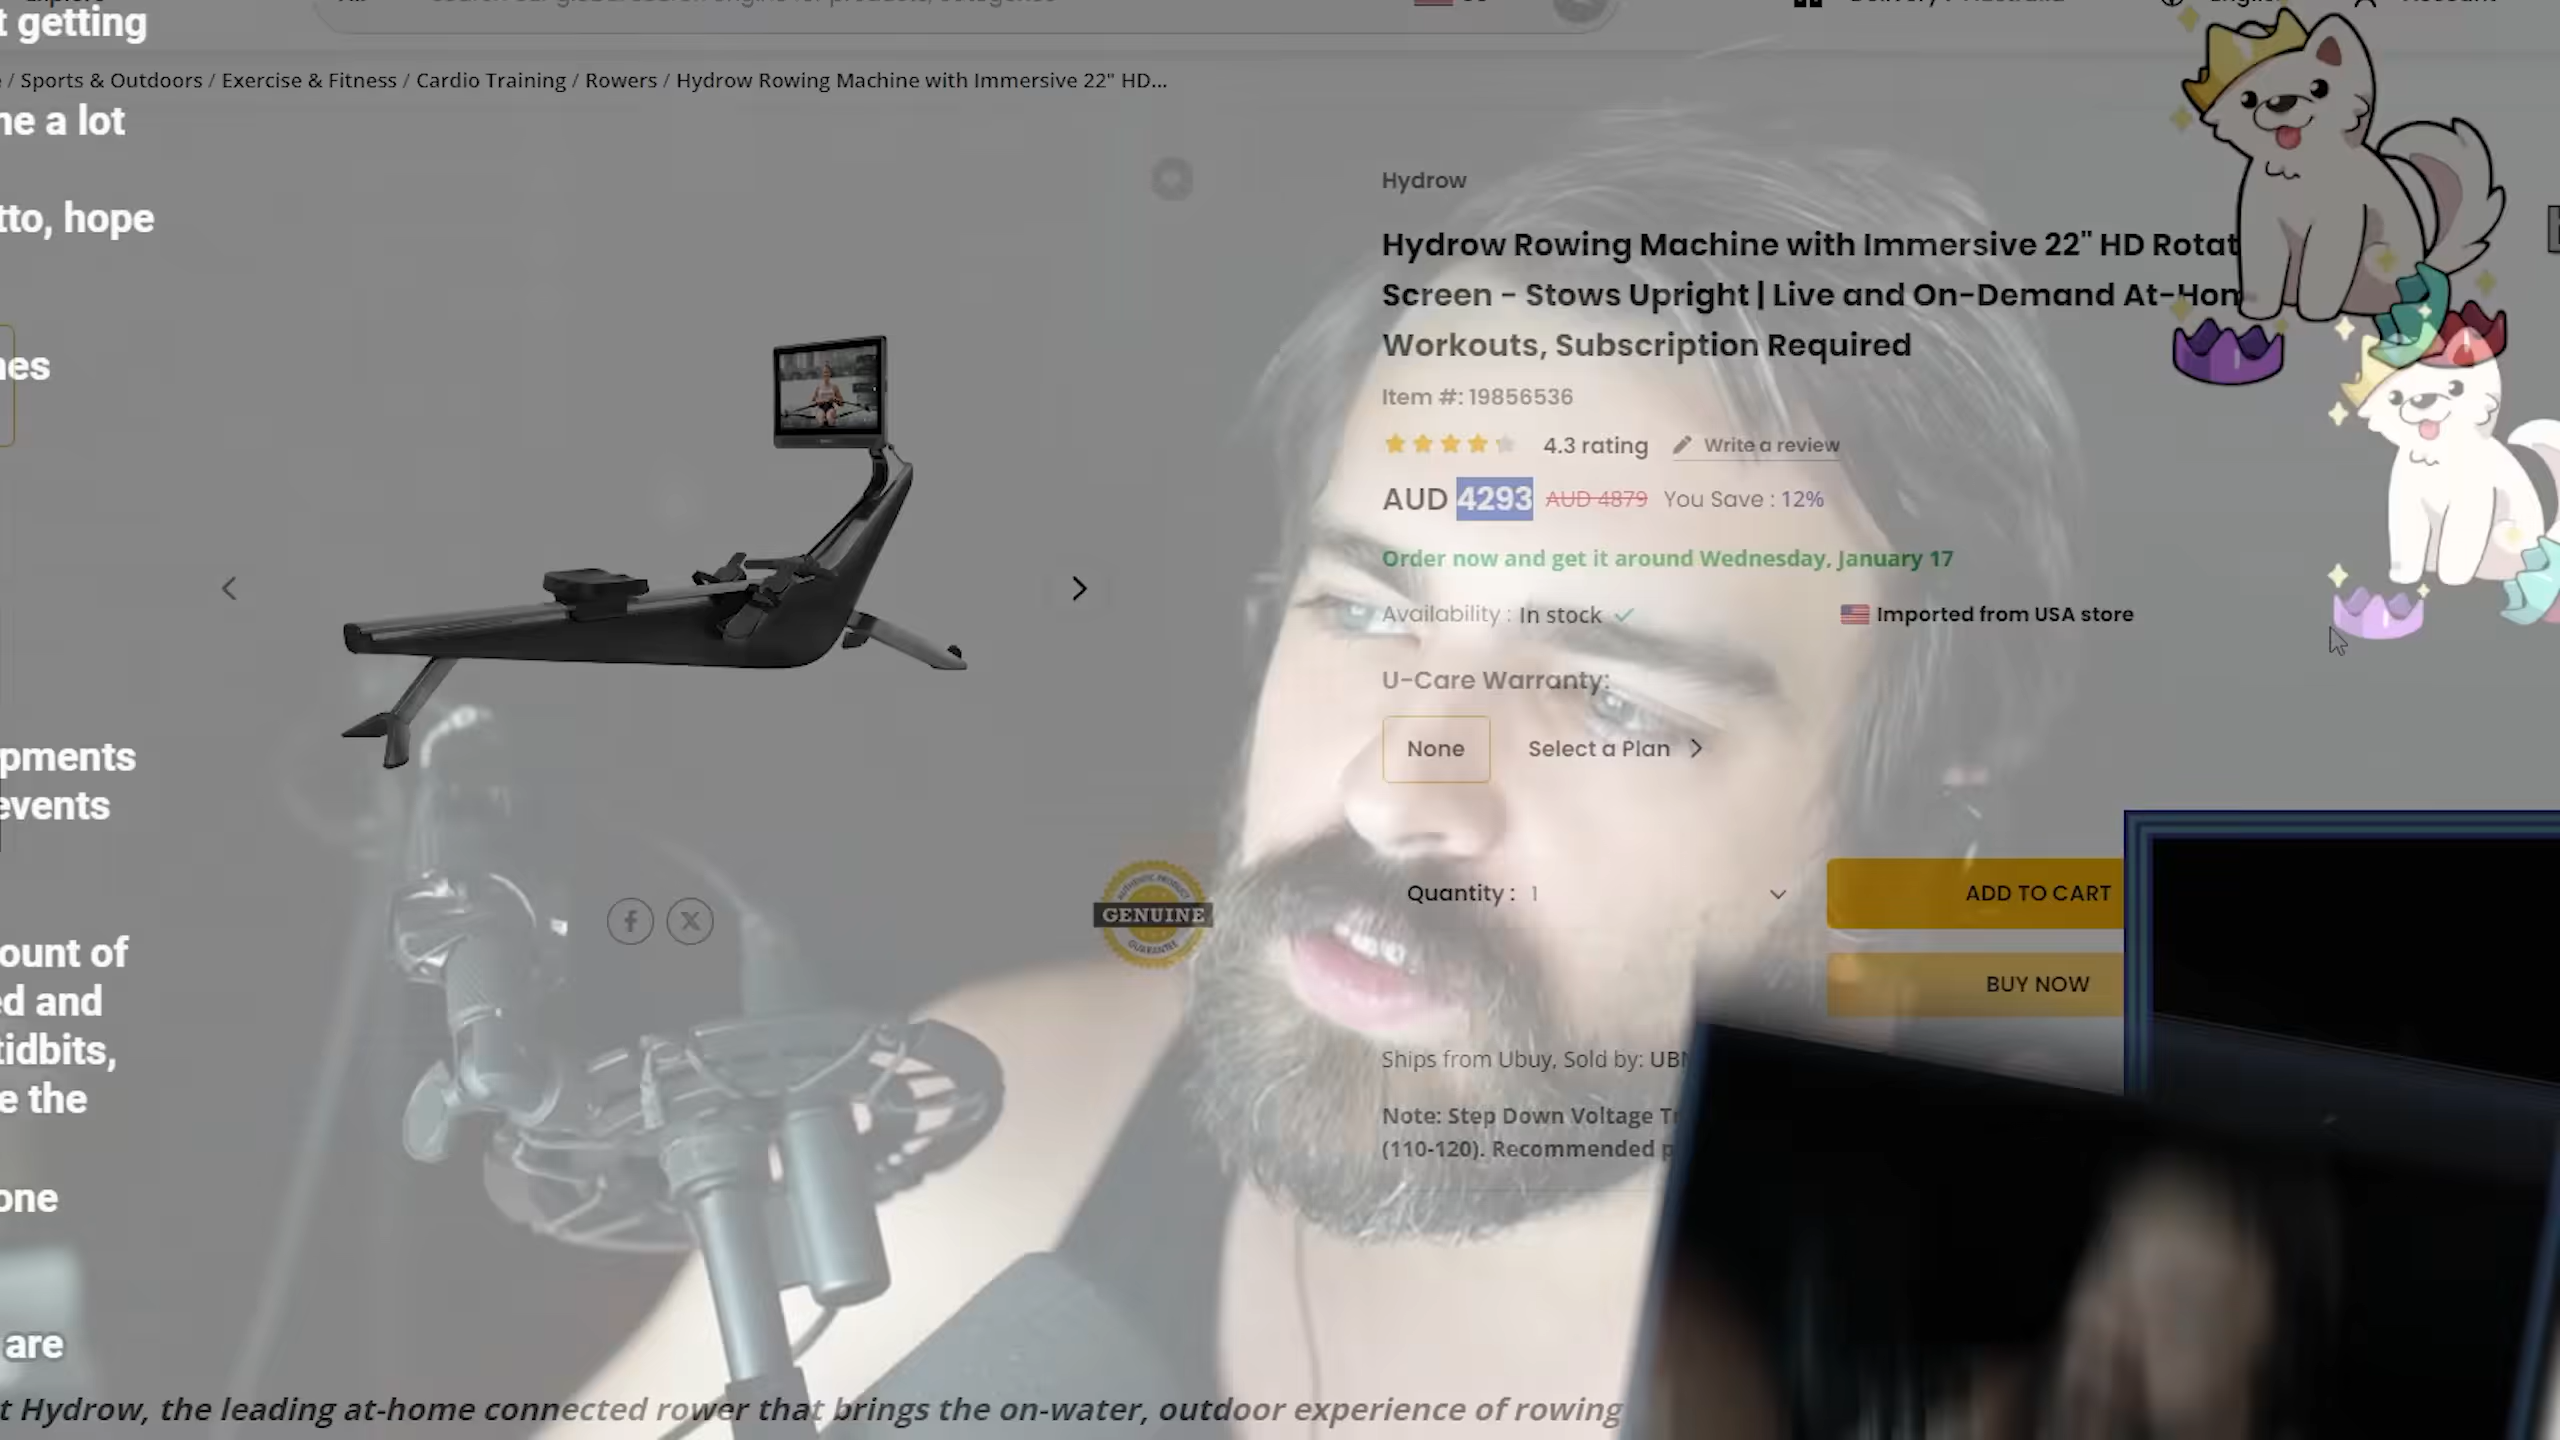 t getting
/ Sports & Outdoors / Exercise & Fitness / Cardio Training / Rowers / Hydrow Rowing Machine with Immersive 22" HD...
ne a lot
tto, hope
nes
pments
events
ount of
ed and
tidbits,
e the
one
are
Hydrow
Hydrow Rowing Machine with Immersive 22" HD Rotat
Screen - Stows Upright | Live and On-Demand At-Hom
Workouts, Subscription Required
Item #: 19856536
4.3 rating Write a review
AUD 4293 AUD 4879 You Save : 12%
Order now and get it around Wednesday, January 17
Availability : In stock Imported from USA store
U-Care Warranty:
None Select a Plan
Quantity : 1 ADD TO CART
BUY NOW
AUTHENTIC PRODUCT
GENUINE
GUARANTEE
Ships from Ubuy, Sold by: UB
Note: Step Down Voltage T
(110-120). Recommended p
t Hydrow, the leading at-home connected rower that brings the on-water, outdoor experience of rowing